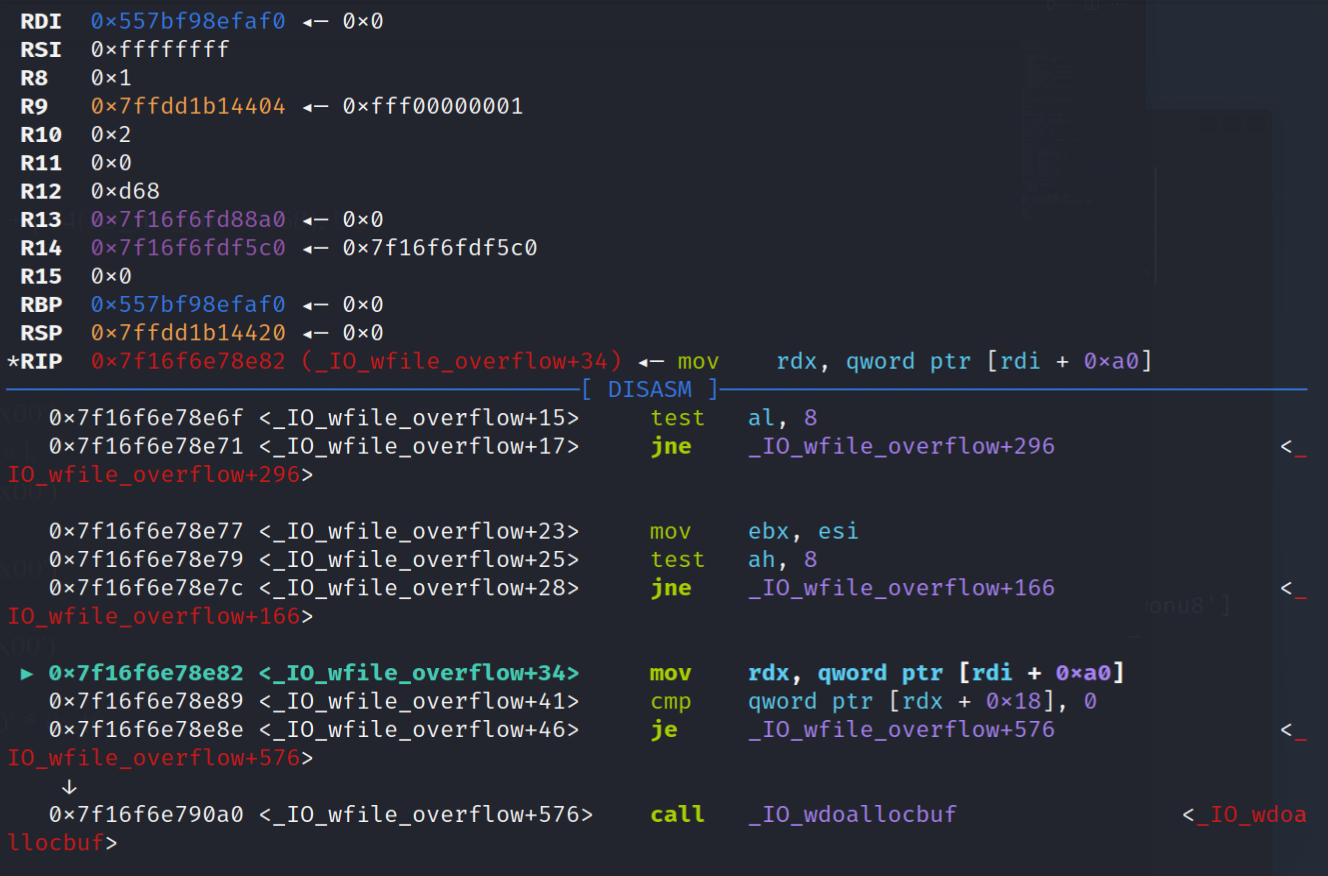 RDI 0x557bf98efaf0 ◂— 0x0
RSI 0xffffffff
R8 0x1
R9 0x7ffdd1b14404 ◂— 0xfff00000001
R10 0x2
R11 0x0
R12 0xd68
R13 0x7f16f6fd88a0 ◂— 0x0
R14 0x7f16f6fdf5c0 ◂— 0x7f16f6fdf5c0
R15 0x0
RBP 0x557bf98efaf0 ◂— 0x0
RSP 0x7ffdd1b14420 ◂— 0x0
*RIP 0x7f16f6e78e82 (_IO_wfile_overflow+34) ◂— mov rdx, qword ptr [rdi + 0xa0]
[ DISASM ]
0x7f16f6e78e6f <_IO_wfile_overflow+15> test al, 8
0x7f16f6e78e71 <_IO_wfile_overflow+17> jne _IO_wfile_overflow+296 <_
IO_wfile_overflow+296>
0x7f16f6e78e77 <_IO_wfile_overflow+23> mov ebx, esi
0x7f16f6e78e79 <_IO_wfile_overflow+25> test ah, 8
0x7f16f6e78e7c <_IO_wfile_overflow+28> jne _IO_wfile_overflow+166 <_
IO_wfile_overflow+166>
► 0x7f16f6e78e82 <_IO_wfile_overflow+34> mov rdx, qword ptr [rdi + 0xa0]
0x7f16f6e78e89 <_IO_wfile_overflow+41> cmp qword ptr [rdx + 0x18], 0
0x7f16f6e78e8e <_IO_wfile_overflow+46> je _IO_wfile_overflow+576 <_
IO_wfile_overflow+576>
↓
0x7f16f6e790a0 <_IO_wfile_overflow+576> call _IO_wdoallocbuf <_IO_wdoa
llocbuf>